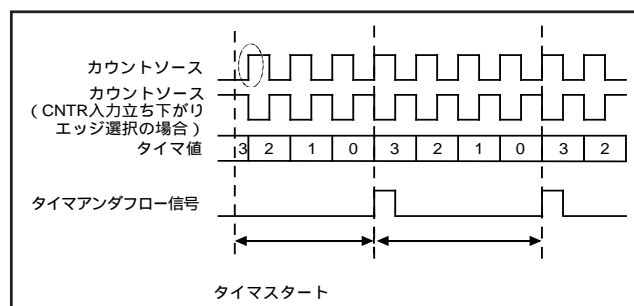 カウントソース
カウントソース
(CNTR入力立ち下がり
エッジ選択の場合)
タイマ値 3 2 1 0 3 2 1 0 3 2
タイマアンダフロー信号
タイマスタート